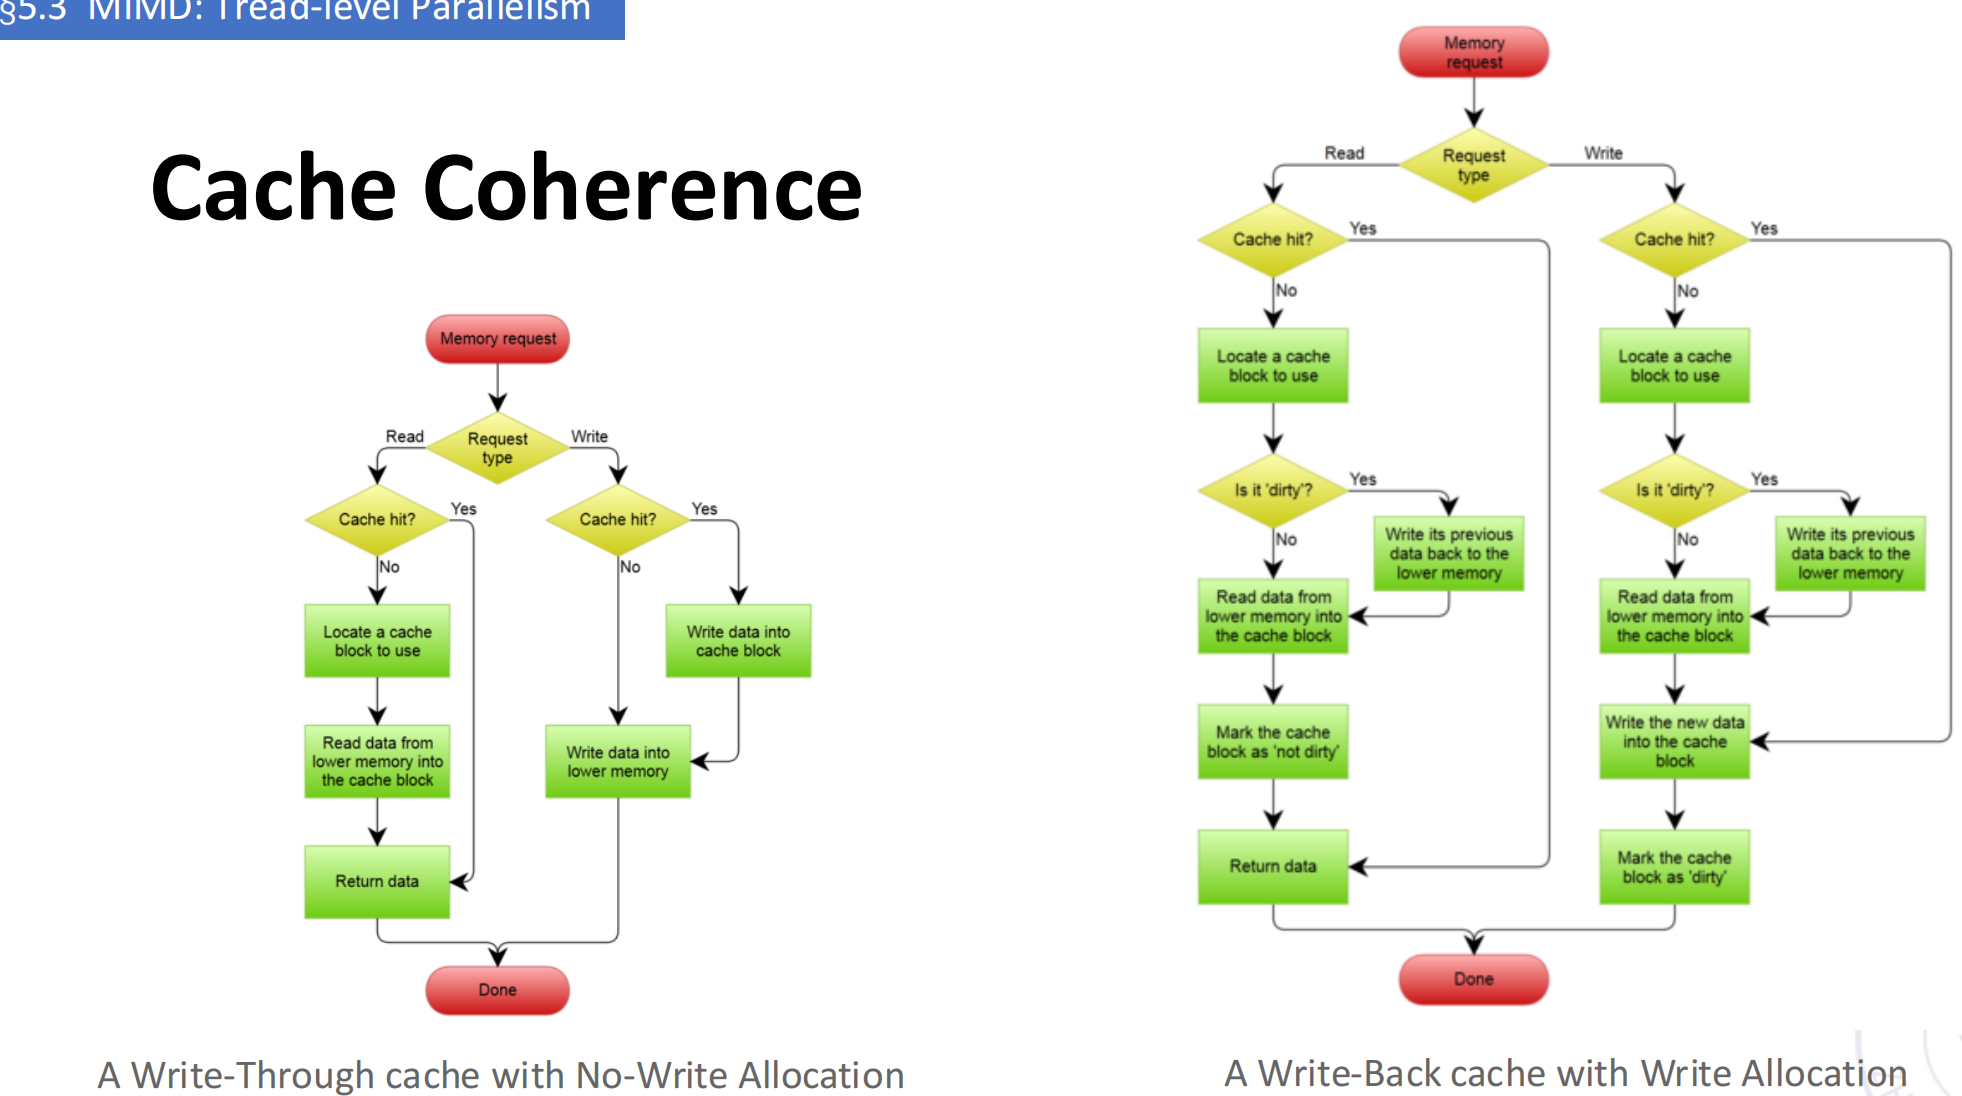 §5.3 MIMD: Tread-level Parallelism
Cache Coherence
Memory request
Request
type
Read
Write
Cache hit?
Yes
No
Cache hit?
Yes
No
Locate a cache
block to use
Write data into
cache block
Read data from
lower memory into
the cache block
Write data into
lower memory
Return data
Done
A Write-Through cache with No-Write Allocation
Memory
request
Request
type
Read
Write
Cache hit?
Yes
No
Cache hit?
Yes
No
Locate a cache
block to use
Locate a cache
block to use
Is it 'dirty'?
Yes
No
Is it 'dirty'?
Yes
No
Write its previous
data back to the
lower memory
Write its previous
data back to the
lower memory
Read data from
lower memory into
the cache block
Read data from
lower memory into
the cache block
Mark the cache
block as 'not dirty'
Write the new data
into the cache
block
Return data
Mark the cache
block as 'dirty'
Done
A Write-Back cache with Write Allocation